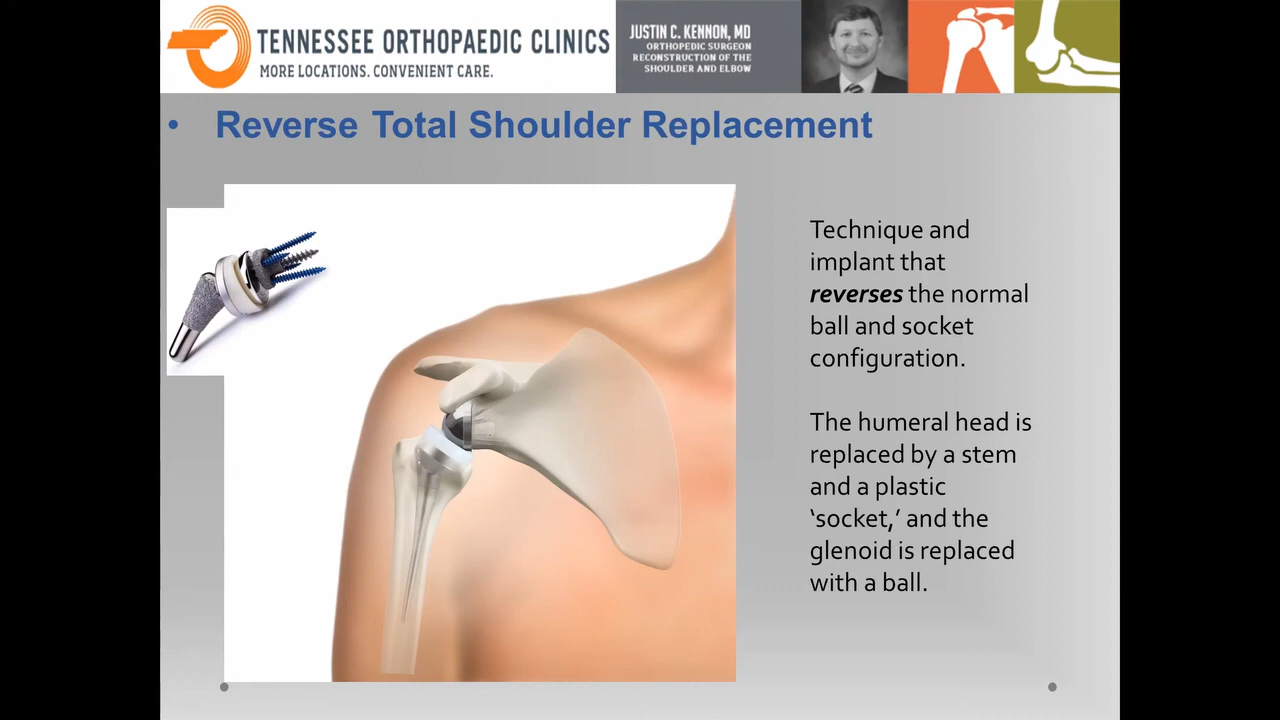 TENNESSEE ORTHOPAEDIC CLINICS
MORE LOCATIONS. CONVENIENT CARE.
JUSTIN C. KENNON, MD
ORTHOPEDIC SURGEON
RECONSTRUCTION OF THE
SHOULDER AND ELBOW
• Reverse Total Shoulder Replacement
Technique and
implant that
reverses the normal
ball and socket
configuration.
The humeral head is
replaced by a stem
and a plastic
‘socket,’ and the
glenoid is replaced
with a ball.